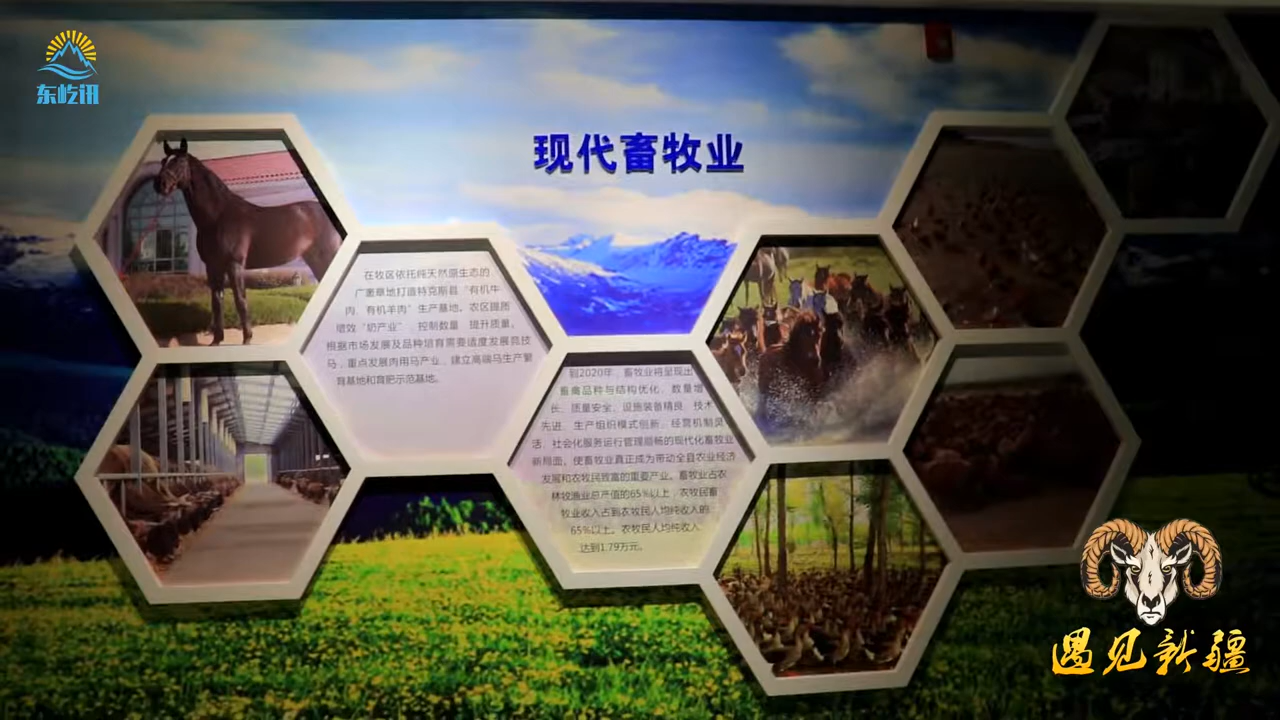 东屹讯
现代畜牧业
在牧区依托纯天然原生态的
广袤草地打造特克斯县“有机牛
肉、有机羊肉”生产基地。农区提质
增效“奶产业”,控制数量 提升质量。
根据市场发展及品种培育需要适度发展竞技
马,重点发展肉用马产业,建立高端马生产繁
育基地和育肥示范基地。
到2020年,畜牧业将呈现出
畜禽品种与结构优化、数量增
长、质量安全、设施装备精良、技术
先进、生产组织模式创新、经营机制灵
活、社会化服务运行管理顺畅的现代化畜牧业
新局面。使畜牧业真正成为带动全县农业经济
发展和农牧民致富的重要产业。畜牧业占农
林牧渔业总产值的65%以上,农牧民畜
牧业收入占到农牧民人均纯收入的
65%以上。农牧民人均纯收入
达到1.79万元。
遇见新疆